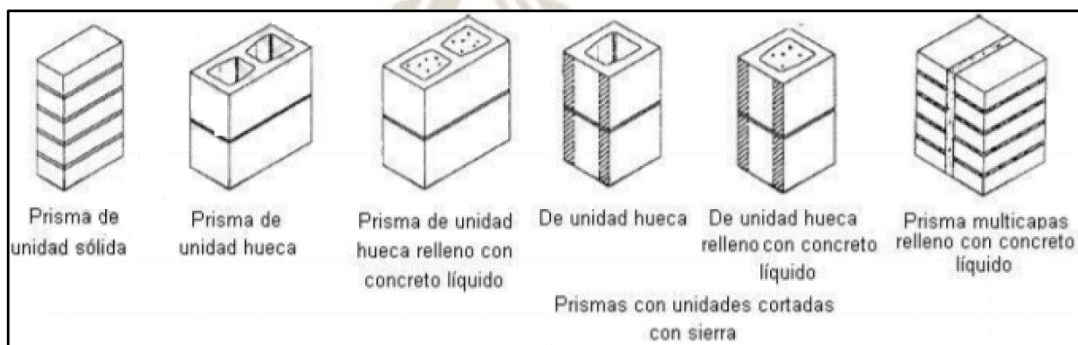 Prisma de
unidad sólida
Prisma de
unidad hueca
Prisma de unidad
hueca relleno con
concreto líquido
De unidad hueca
De unidad hueca
relleno con concreto
líquido
Prismas con unidades cortadas
con sierra
Prisma multicapas
relleno con concreto
líquido